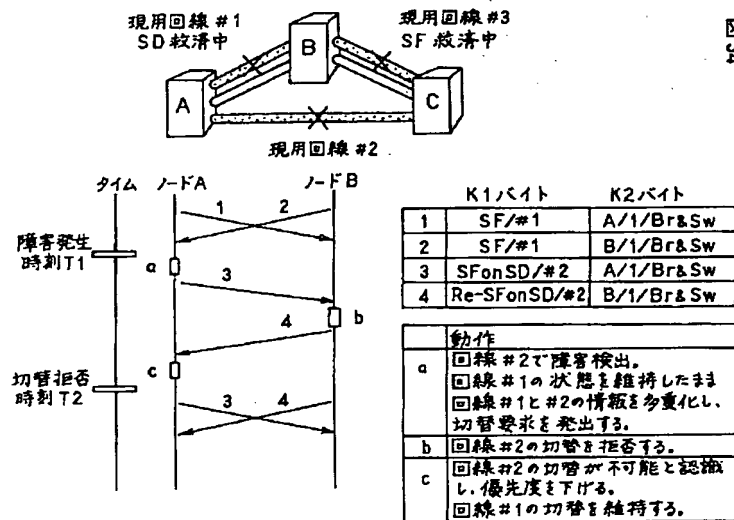 現用回線 #1
SD 救済中
現用回線 #3
SF 救済中
図
A
B
C
現用回線 #2
タイム ノードA ノードB
1 2
障害発生
時刻T1
a
3
b
4
c
切替拒否
時刻T2
3 4
K1バイト K2バイト
1 SF/#1 A/1/Br&Sw
2 SF/#1 B/1/Br&Sw
3 SFonSD/#2 A/1/Br&Sw
4 Re-SFonSD/#2 B/1/Br&Sw
動作
a 回線#2で障害検出。
回線#1の状態を維持したまま
回線#1と#2の情報を多重化し、
切替要求を発出する。
b 回線#2の切替を拒否する。
c 回線#2の切替が不可能と認識
し、優先度を下げる。
回線#1の切替を維持する。